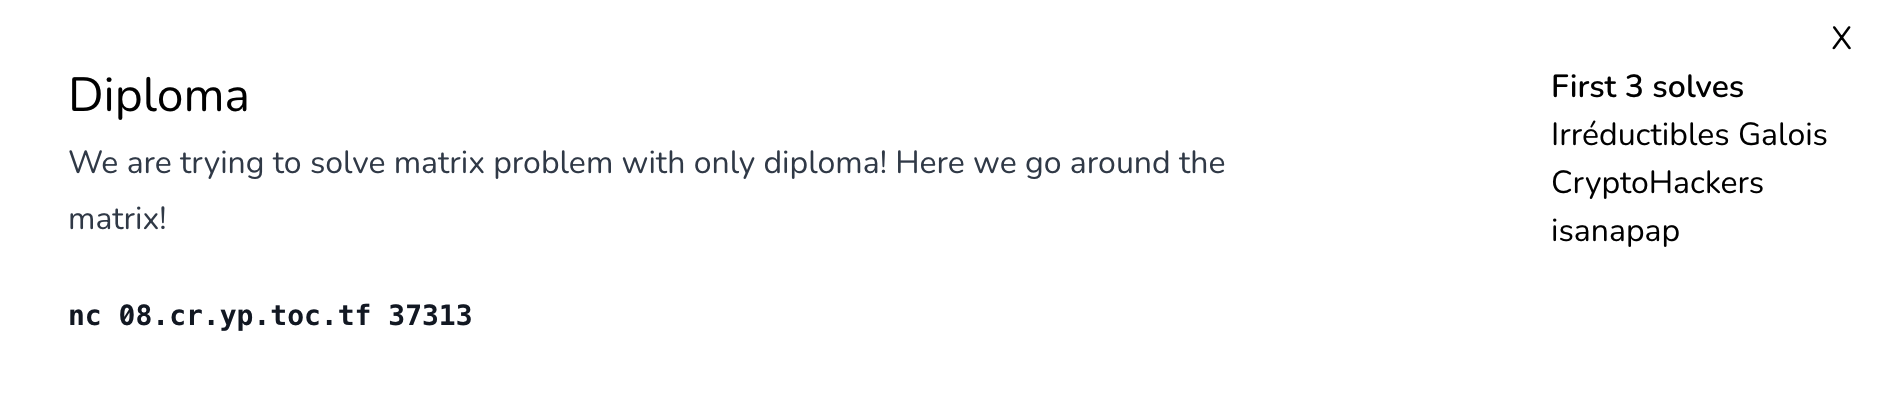 X
Diploma
We are trying to solve matrix problem with only diploma! Here we go around the
matrix!
nc 08.cr.yp.toc.tf 37313
First 3 solves
Irréductibles Galois
CryptoHackers
isanapap